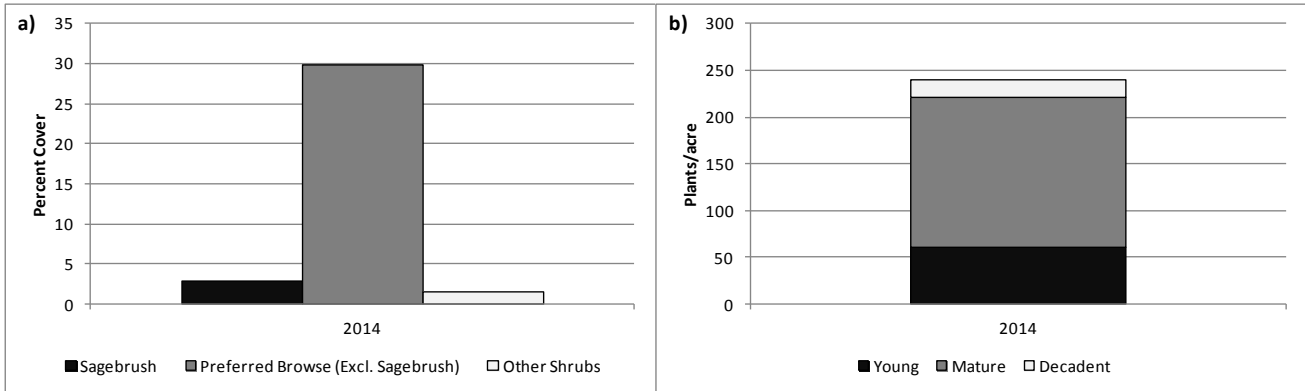 a)
35
30
25
20
15
10
5
0
Percent Cover
2014
Sagebrush Preferred Browse (Excl. Sagebrush) Other Shrubs
b)
300
250
200
150
100
50
0
Plants/acre
2014
Young Mature Decadent